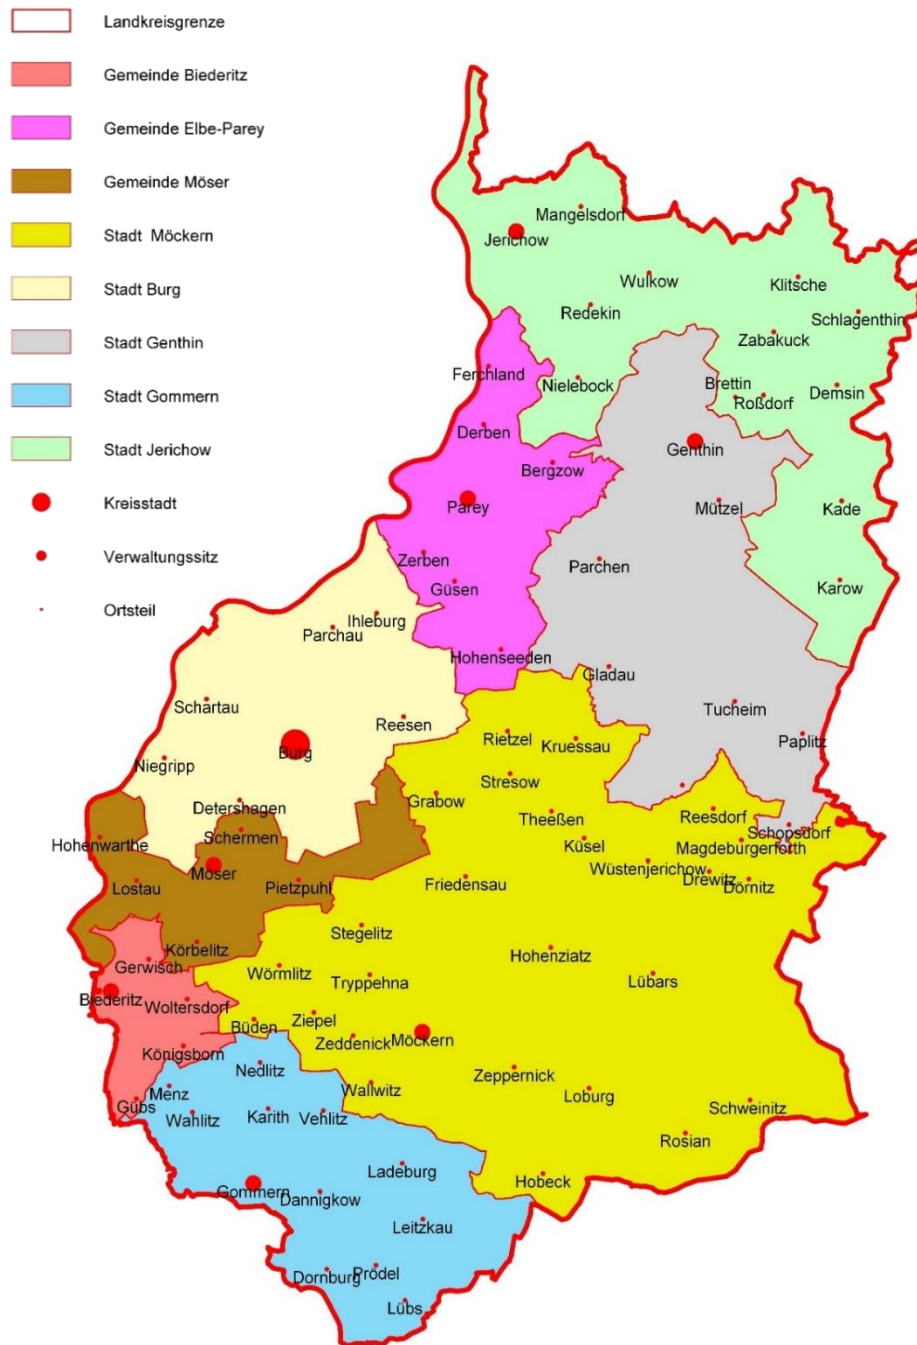 Landkreisgrenze
Gemeinde Biederitz
Gemeinde Elbe-Parey
Gemeinde Möser
Stadt Möckern
Stadt Burg
Stadt Genthin
Stadt Gommern
Stadt Jerichow
Kreisstadt
Verwaltungssitz
Ortsteil
Mangelsdorf
Jerichow
Wulkow
Klitsche
Redekin
Schlagenthin
Zabakuck
Ferchland
Nielebock
Brettin
Roßdorf
Demsin
Derben
Genthin
Bergzow
Parey
Mützel
Kade
Zerben
Parchen
Güsen
Karow
Ihleburg
Parchau
Hohenseeden
Gladau
Schartau
Tucheim
Reesen
Rietzel
Kruessau
Paplitz
Burg
Niegripp
Stresow
Detershagen
Grabow
Theeßen
Reesdorf
Schermen
Schopsdorf
Hohenwarthe
Küsel
Magdeburgerforth
Möser
Wüstenjerichow
Lostau
Pietzpuhl
Friedensau
Drewitz
Dörnitz
Stegelitz
Körbelitz
Hohenziatz
Gerwisch
Wörmlitz
Tryppehna
Lübars
Biederitz
Woltersdorf
Büden
Ziepel
Zeddenick
Möckern
Königsborn
Nedlitz
Zeppernick
Menz
Wallwitz
Loburg
Gübs
Wahlitz
Karith
Vehlitz
Schweinitz
Rosian
Ladeburg
Hobeck
Gommern
Dannigkow
Leitzkau
Dornburg
Prödel
Lübs